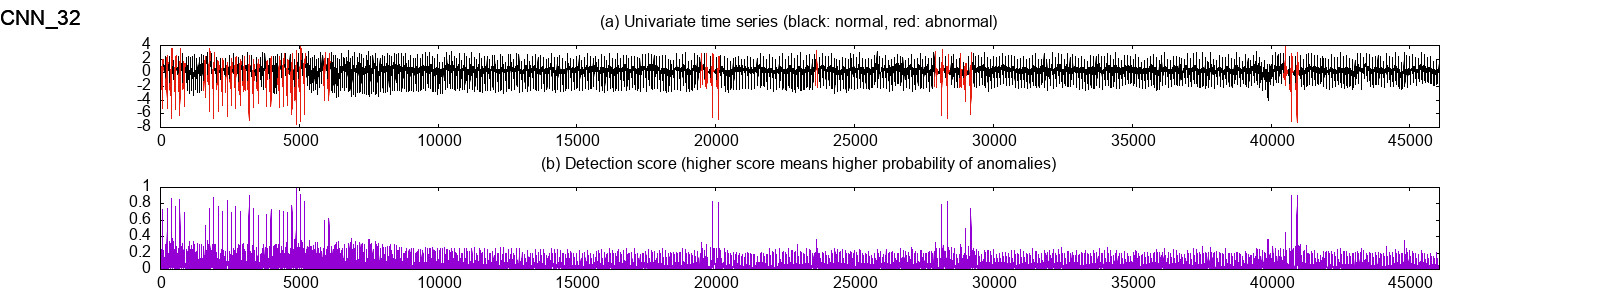 CNN_32
(a) Univariate time series (black: normal, red: abnormal)
4
2
0
-2
-4
-6
-8
0 5000 10000 15000 20000 25000 30000 35000 40000 45000
(b) Detection score (higher score means higher probability of anomalies)
1
0.8
0.6
0.4
0.2
0
0 5000 10000 15000 20000 25000 30000 35000 40000 45000